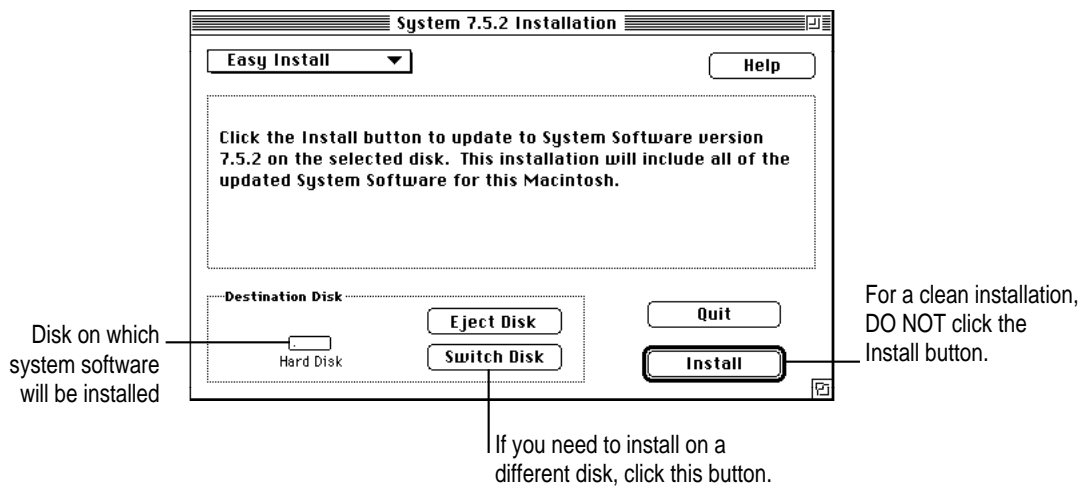 System 7.5.2 Installation
Easy Install
Help
Click the Install button to update to System Software version
7.5.2 on the selected disk.  This installation will include all of the
updated System Software for this Macintosh.
Destination Disk
Hard Disk
Eject Disk
Switch Disk
Quit
Install
Disk on which
system software
will be installed
For a clean installation,
DO NOT click the
Install button.
If you need to install on a
different disk, click this button.